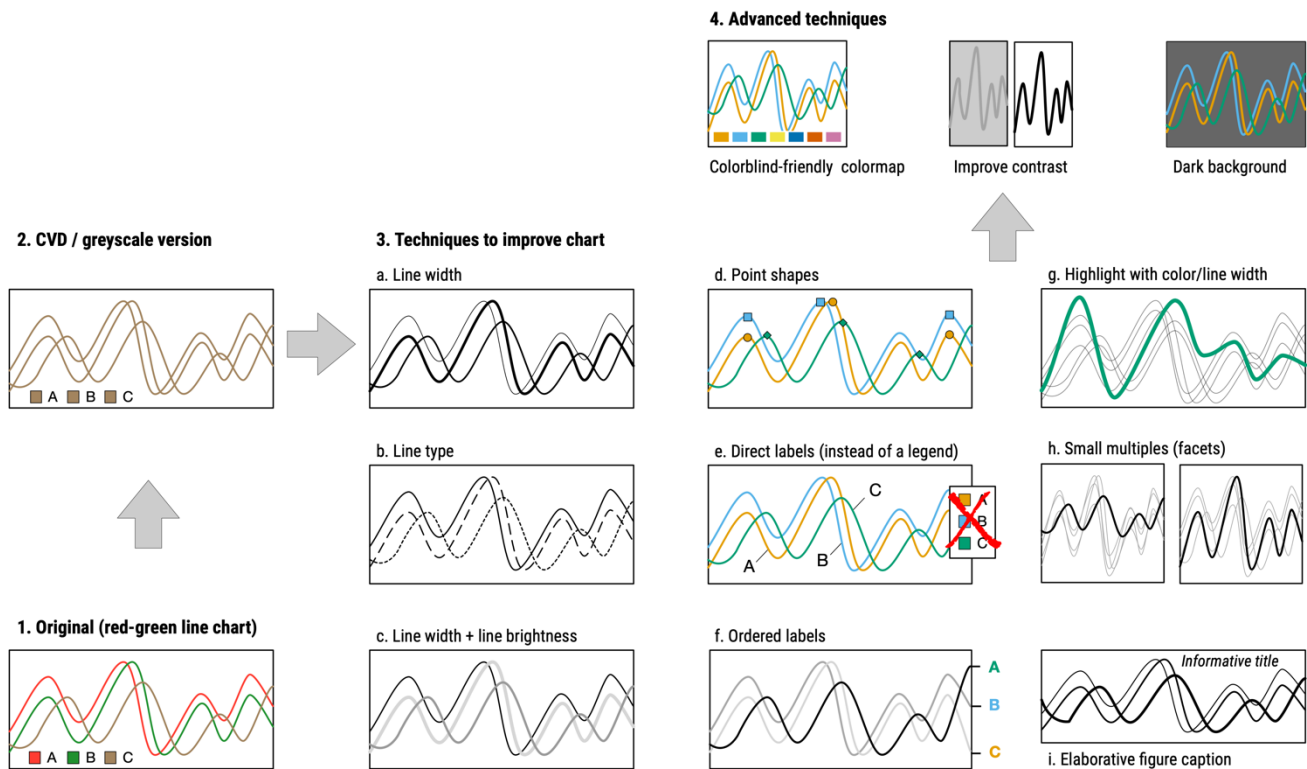 4. Advanced techniques
Colorblind-friendly colormap
Improve contrast
Dark background
2. CVD / greyscale version
A B C
3. Techniques to improve chart
a. Line width
b. Line type
c. Line width + line brightness
d. Point shapes
e. Direct labels (instead of a legend)
A
B
C
A
B
C
f. Ordered labels
A
B
C
g. Highlight with color/line width
h. Small multiples (facets)
Informative title
i. Elaborative figure caption
1. Original (red-green line chart)
A B C